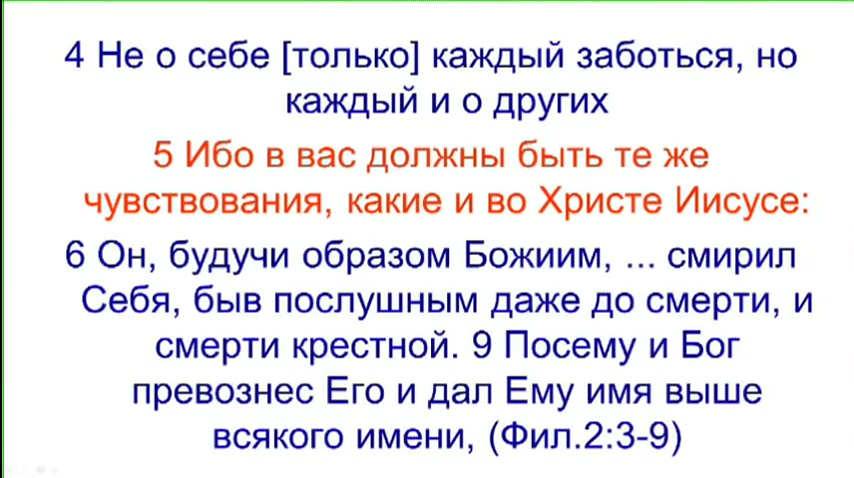 4 Не о себе [только] каждый заботься, но
каждый и о других
5 Ибо в вас должны быть те же
чувствования, какие и во Христе Иисусе:
6 Он, будучи образом Божиим, ... смирил
Себя, быв послушным даже до смерти, и
смерти крестной. 9 Посему и Бог
превознес Его и дал Ему имя выше
всякого имени, (Фил.2:3-9)